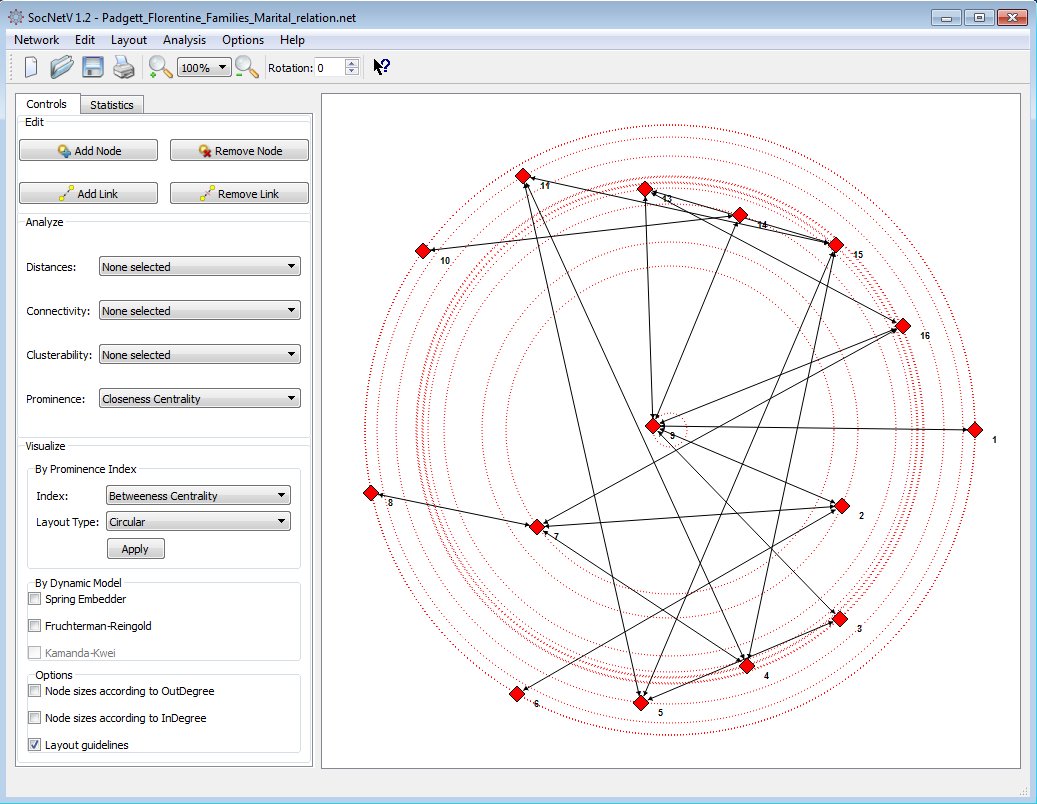 SocNetV 1.2 - Padgett_Florentine_Families_Marital_relation.net
Network Edit Layout Analysis Options Help
100% Rotation: 0
Controls Statistics
Edit
Add Node Remove Node
Add Link Remove Link
Analyze
Distances: None selected
Connectivity: None selected
Clusterability: None selected
Prominence: Closeness Centrality
Visualize
By Prominence Index
Index: Betweeness Centrality
Layout Type: Circular
Apply
By Dynamic Model
Spring Embedder
Fruchterman-Reingold
Kamanda-Kwei
Options
Node sizes according to OutDegree
Node sizes according to InDegree
Layout guidelines
11
13
14
10
15
16
9
1
8
2
7
3
4
6
5